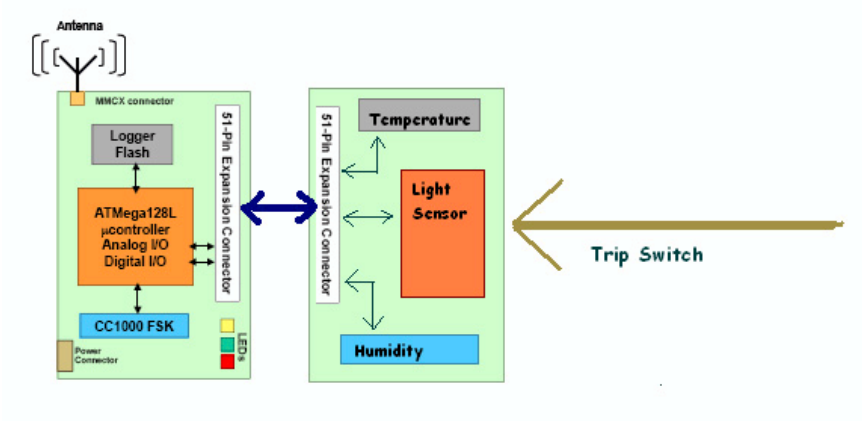 Antenna
MMCX connector
Logger
Flash
51-Pin Expansion Connector
ATMega128L
μcontroller
Analog I/O
Digital I/O
CC1000 FSK
LEDs
Power
Connector
51-Pin Expansion Connector
Temperature
Light
Sensor
Humidity
Trip Switch